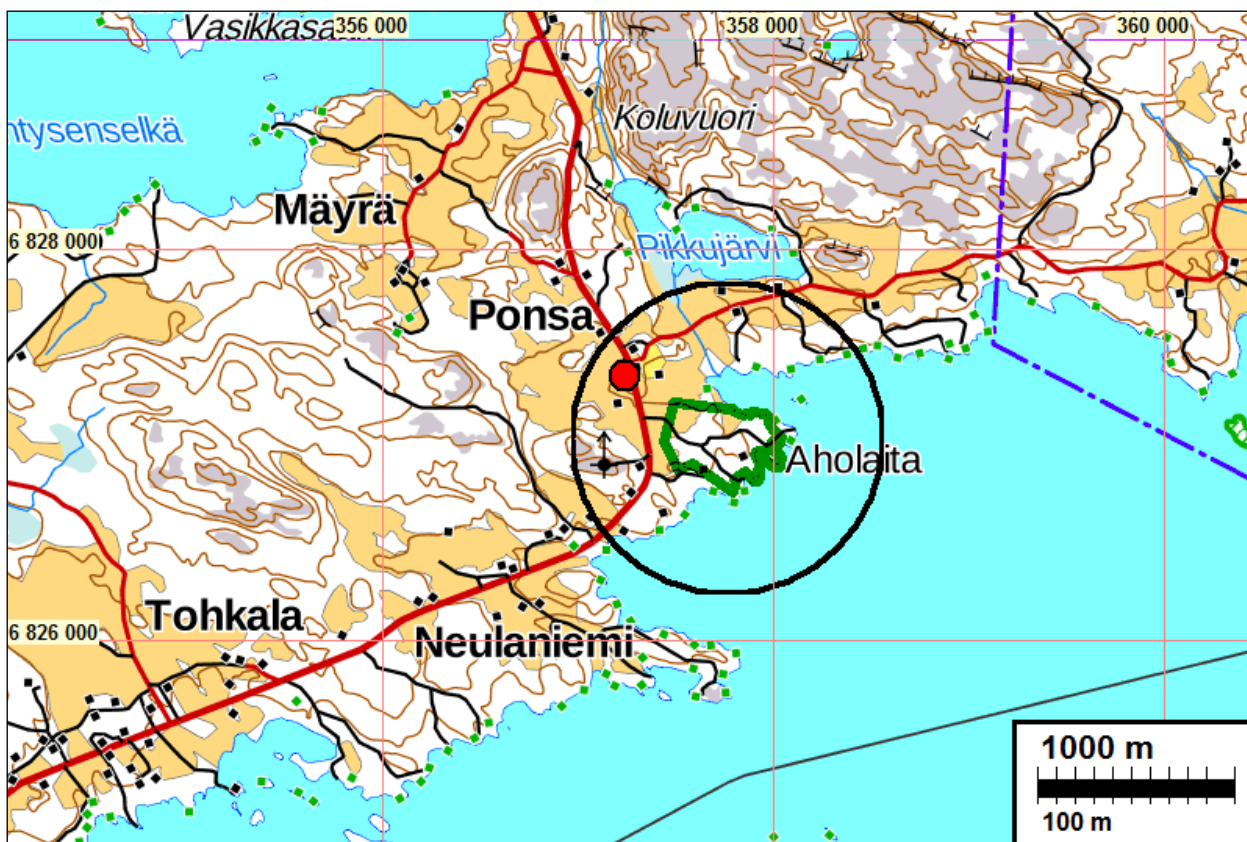 356 000
358 000
360 000
ntysenselkä
Koluvuori
Mäyrä
6 828 000
Pikkujärvi
Ponsa
Aholaita
Tohkala
6 826 000
Neulaniemi
1000 m
100 m